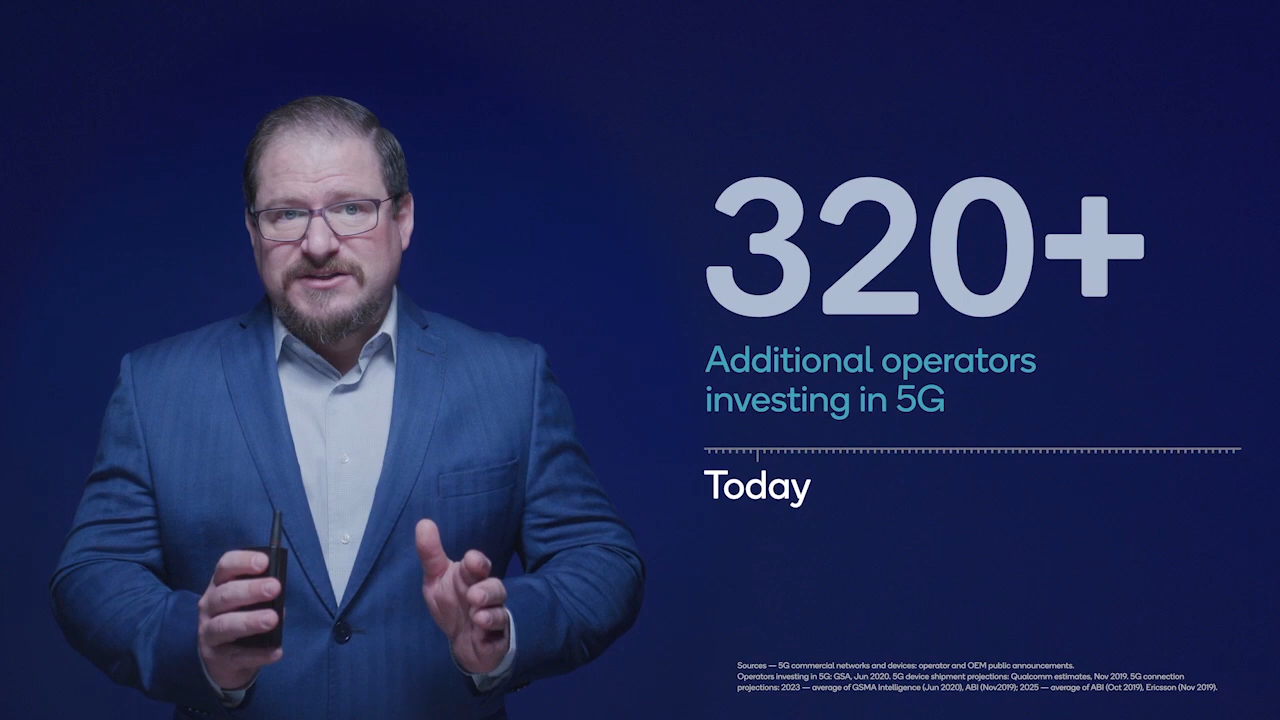 320+
Additional operators
investing in 5G
Today
Sources — 5G commercial networks and devices: operator and OEM public announcements.
Operators investing in 5G: GSA, Jun 2020. 5G device shipment projections: Qualcomm estimates, Nov 2019. 5G connection
projections: 2023 — average of GSMA Intelligence (Jun 2020), ABI (Nov2019); 2025 — average of ABI (Oct 2019), Ericsson (Nov 2019).